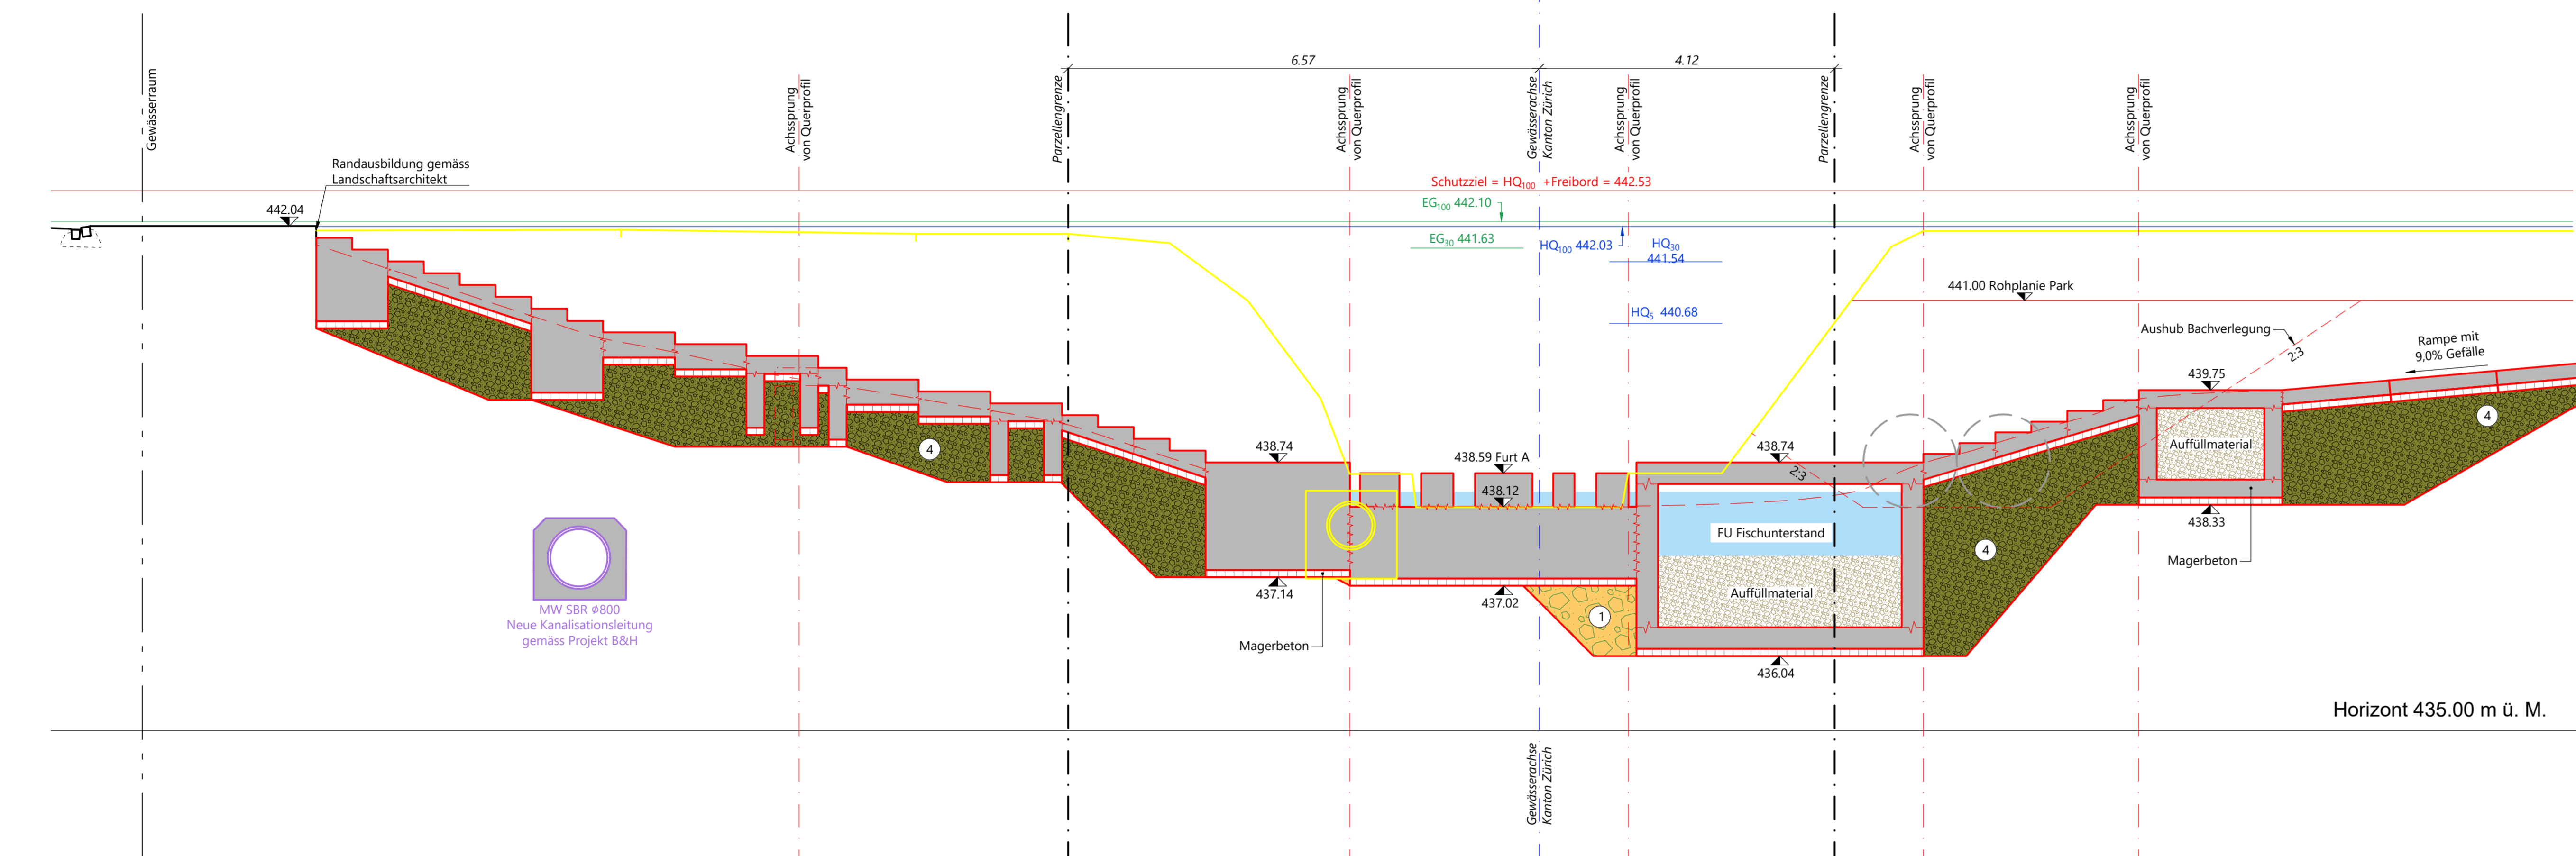 6.57
4.12
Gewässerraum
Achssprung
von Querprofil
Parzellengrenze
Achssprung
von Querprofil
Gewässerachse
Kanton Zürich
Achssprung
von Querprofil
Parzellengrenze
Achssprung
von Querprofil
Achssprung
von Querprofil
Randausbildung gemäss
Landschaftsarchitekt
Schutzziel = HQ100 +Freibord = 442.53
442.04
EG100 442.10
EG30 441.63
HQ100 442.03
HQ30
441.54
441.00 Rohplanie Park
HQ5 440.68
Aushub Bachverlegung
2:3
Rampe mit
9,0% Gefälle
439.75
4
438.74
438.59 Furt A
438.74
2:3
Auffüllmaterial
4
438.12
FU Fischunterstand
438.33
4
Magerbeton
437.14
437.02
Auffüllmaterial
1
MW SBR ø800
Neue Kanalisationsleitung
gemäss Projekt B&H
Magerbeton
436.04
Horizont 435.00 m ü. M.
Gewässerachse
Kanton Zürich